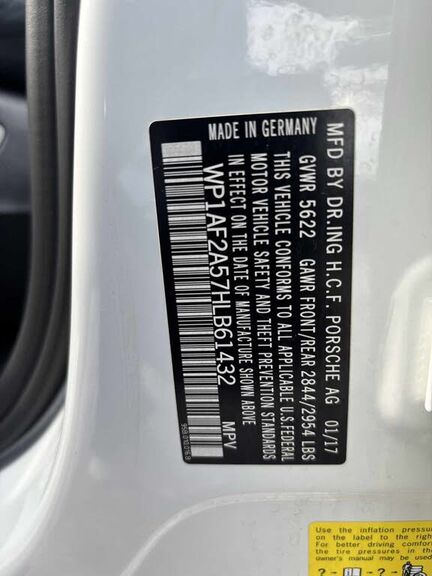 MFD BY DR.ING H.C.F. PORSCHE AG 01/17
GVWR 5622 GAWR FRONT/REAR 2844/2954 LBS
THIS VEHICLE CONFORMS TO ALL APPLICABLE U.S.FEDERAL
MOTOR VEHICLE SAFETY AND THEFT PREVENTION STANDARDS
IN EFFECT ON THE DATE OF MANUFACTURE SHOWN ABOVE
WP1AF2A57HLB61432 MPV
MADE IN GERMANY
Use the inflation pressure
on the label to the right
For better driving comfort
the tire pressures in the
owner's manual may be
? - ? -